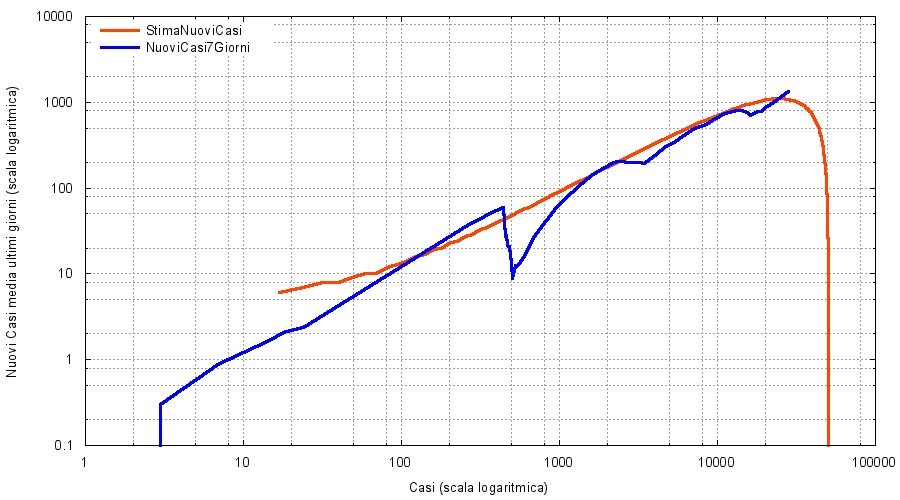 10000
StimaNuoviCasi
NuoviCasi7Giorni
1000
100
10
1
0.1
Nuovi Casi media ultimi giorni (scala logaritmica)
1 10 100 1000 10000 100000
Casi (scala logaritmica)